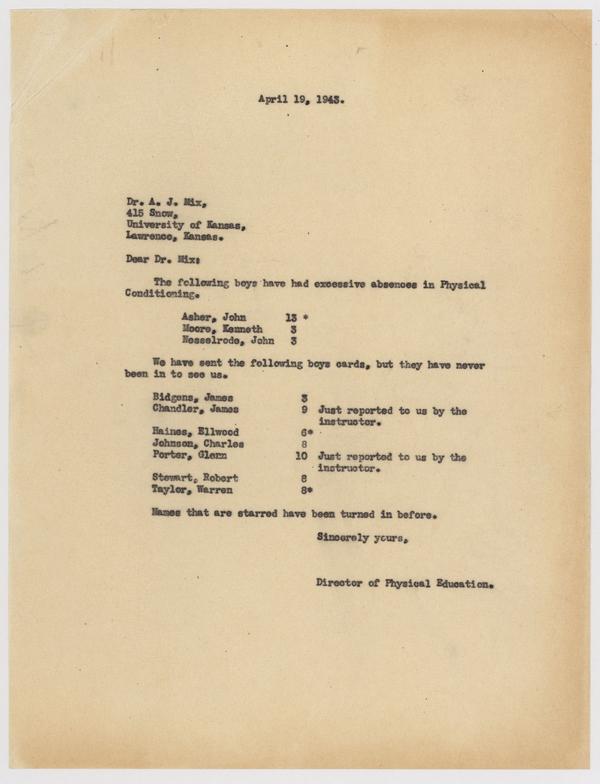 April 19, 1943.
Dr. A. J. Mix,
415 Snow,
University of Kansas,
Lawrence, Kansas.
Dear Dr. Mix:
The following boys have had excessive absences in Physical
Conditioning.
Asher, John 13 *
Moore, Kenneth 3
Nesselrode, John 3
We have sent the following boys cards, but they have never
been in to see us.
Bidgens, James 3
Chandler, James 9 Just reported to us by the
instructor.
Haines, Ellwood 6*
Johnson, Charles 8
Porter, Glenn 10 Just reported to us by the
instructor.
Stewart, Robert 8
Taylor, Warren 8*
Names that are starred have been turned in before.
Sincerely yours,
Director of Physical Education.